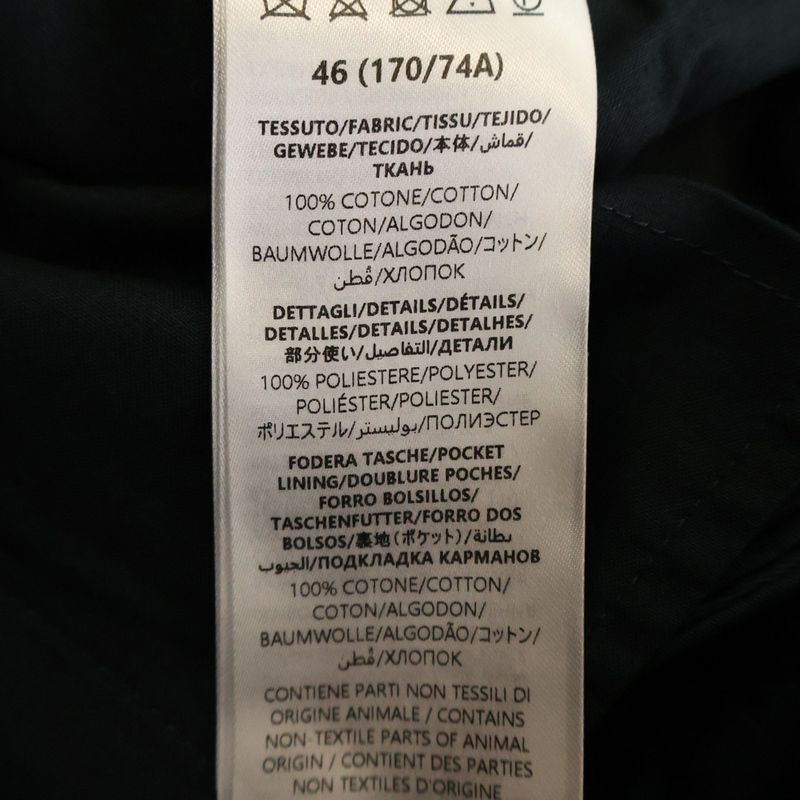 46 (170/74A)
TESSUTO/FABRIC/TISSU/TEJIDO/
GEWEBE/TECIDO/本体/قماش/
ТКАНЬ
100% COTONE/COTTON/
COTON/ALGODON/
BAUMWOLLE/ALGODÃO/コットン/
قُطن/ХЛОПОК
DETTAGLI/DETAILS/DÉTAILS/
DETALLES/DETAILS/DETALHES/
部分使い/التفاصيل/ДЕТАЛИ
100% POLIESTERE/POLYESTER/
POLIÉSTER/POLIESTER/
ポリエステル/بوليستر/ПОЛИЭСТЕР
FODERA TASCHE/POCKET
LINING/DOUBLURE POCHES/
FORRO BOLSILLOS/
TASCHENFUTTER/FORRO DOS
BOLSOS/裏地(ポケット)/بطانة
الجيوب/ПОДКЛАДКА КАРМАНОВ
100% COTONE/COTTON/
COTON/ALGODON/
BAUMWOLLE/ALGODÃO/コットン/
قُطن/ХЛОПОК
CONTIENE PARTI NON TESSILI DI
ORIGINE ANIMALE / CONTAINS
NON-TEXTILE PARTS OF ANIMAL
ORIGIN / CONTIENT DES PARTIES
NON TEXTILES D'ORIGINE